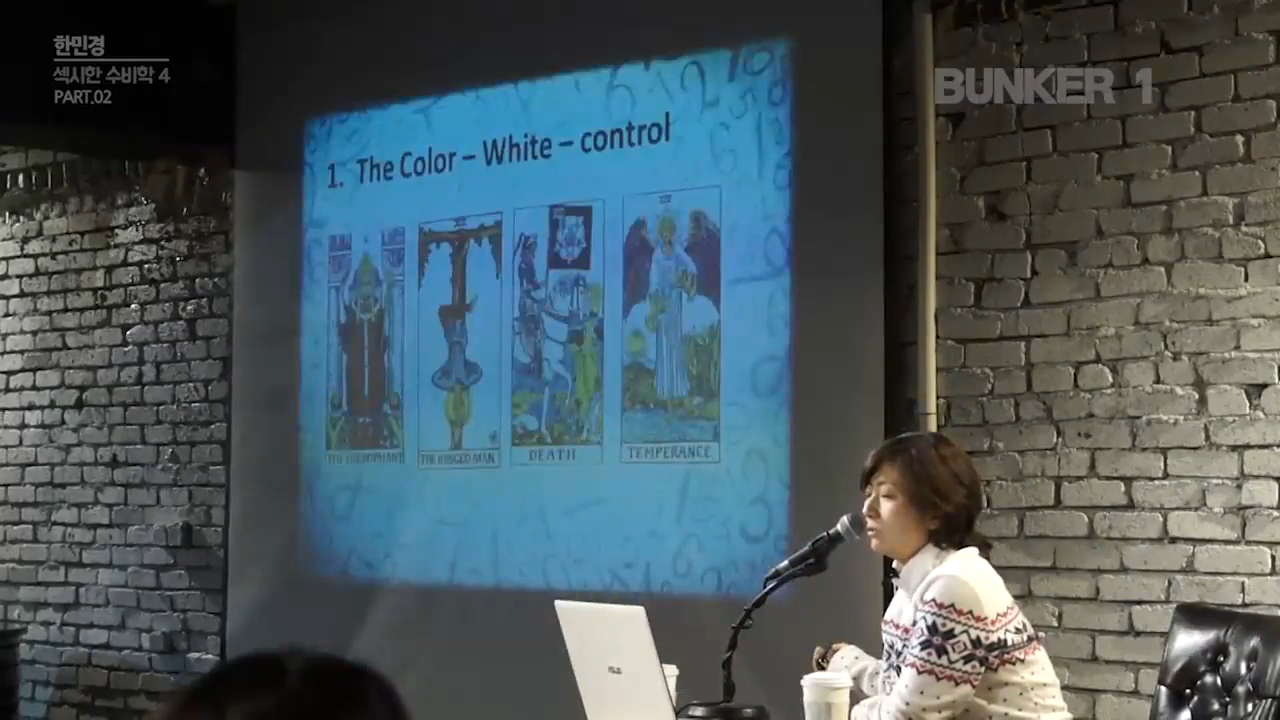 한민경
섹시한 수비학 4
PART.02
BUNKER 1
1. The Color – White – control
THE HIEROPHANT
THE HANGED MAN
DEATH
TEMPERANCE
ASUS